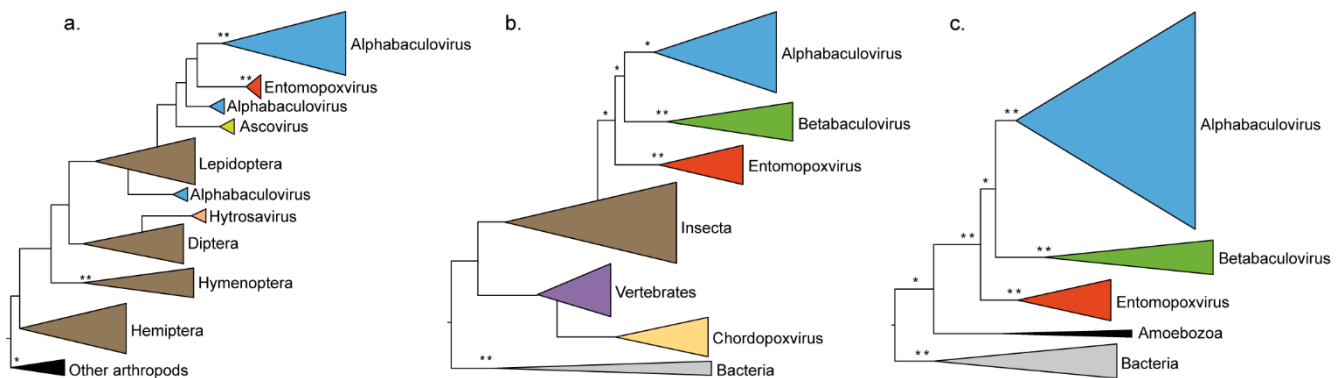 a.
Alphabaculovirus
**
Entomopoxvirus
**
Alphabaculovirus
Ascovirus
Lepidoptera
Alphabaculovirus
Hytrosavirus
Diptera
**
Hymenoptera
Hemiptera
*
Other arthropods
b.
*
Alphabaculovirus
*
**
Betabaculovirus
*
**
Entomopoxvirus
Insecta
Vertebrates
Chordopoxvirus
**
Bacteria
c.
**
Alphabaculovirus
*
**
Betabaculovirus
**
**
Entomopoxvirus
*
Amoebozoa
**
Bacteria